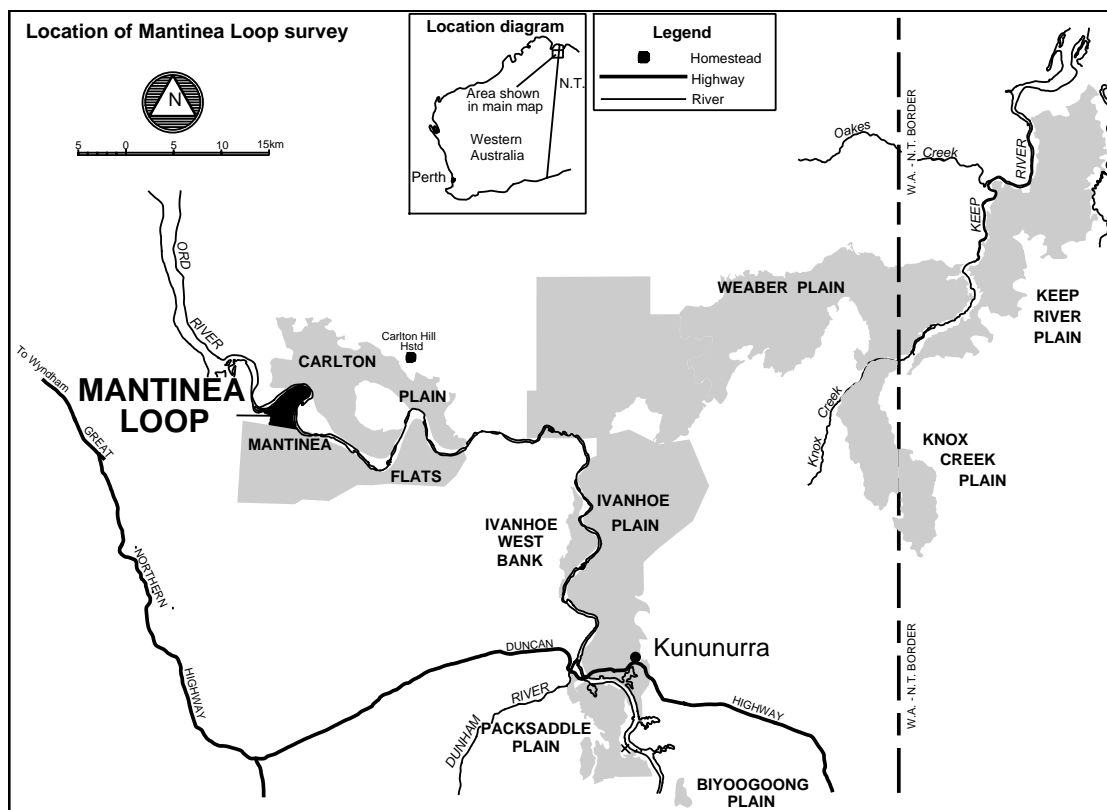 Location of Mantinea Loop survey
N
5 0 5 10 15km
Location diagram
N.T.
Area shown
in main map
Western
Australia
Perth
Legend
Homestead
Highway
River
Oakes
Creek
W.A. - N.T. BORDER
KEEP
RIVER
ORD
RIVER
WEABER PLAIN
KEEP
RIVER
PLAIN
To Wyndham
Carlton Hill
Hstd
CARLTON
PLAIN
MANTINEA
LOOP
MANTINEA
FLATS
GREAT
NORTHERN
HIGHWAY
Knox
Creek
KNOX
CREEK
PLAIN
IVANHOE
PLAIN
IVANHOE
WEST
BANK
Kununurra
DUNCAN
HIGHWAY
DUNHAM
RIVER
PACKSADDLE
PLAIN
BIYOOGOONG
PLAIN
W.A. - N.T. BORDER